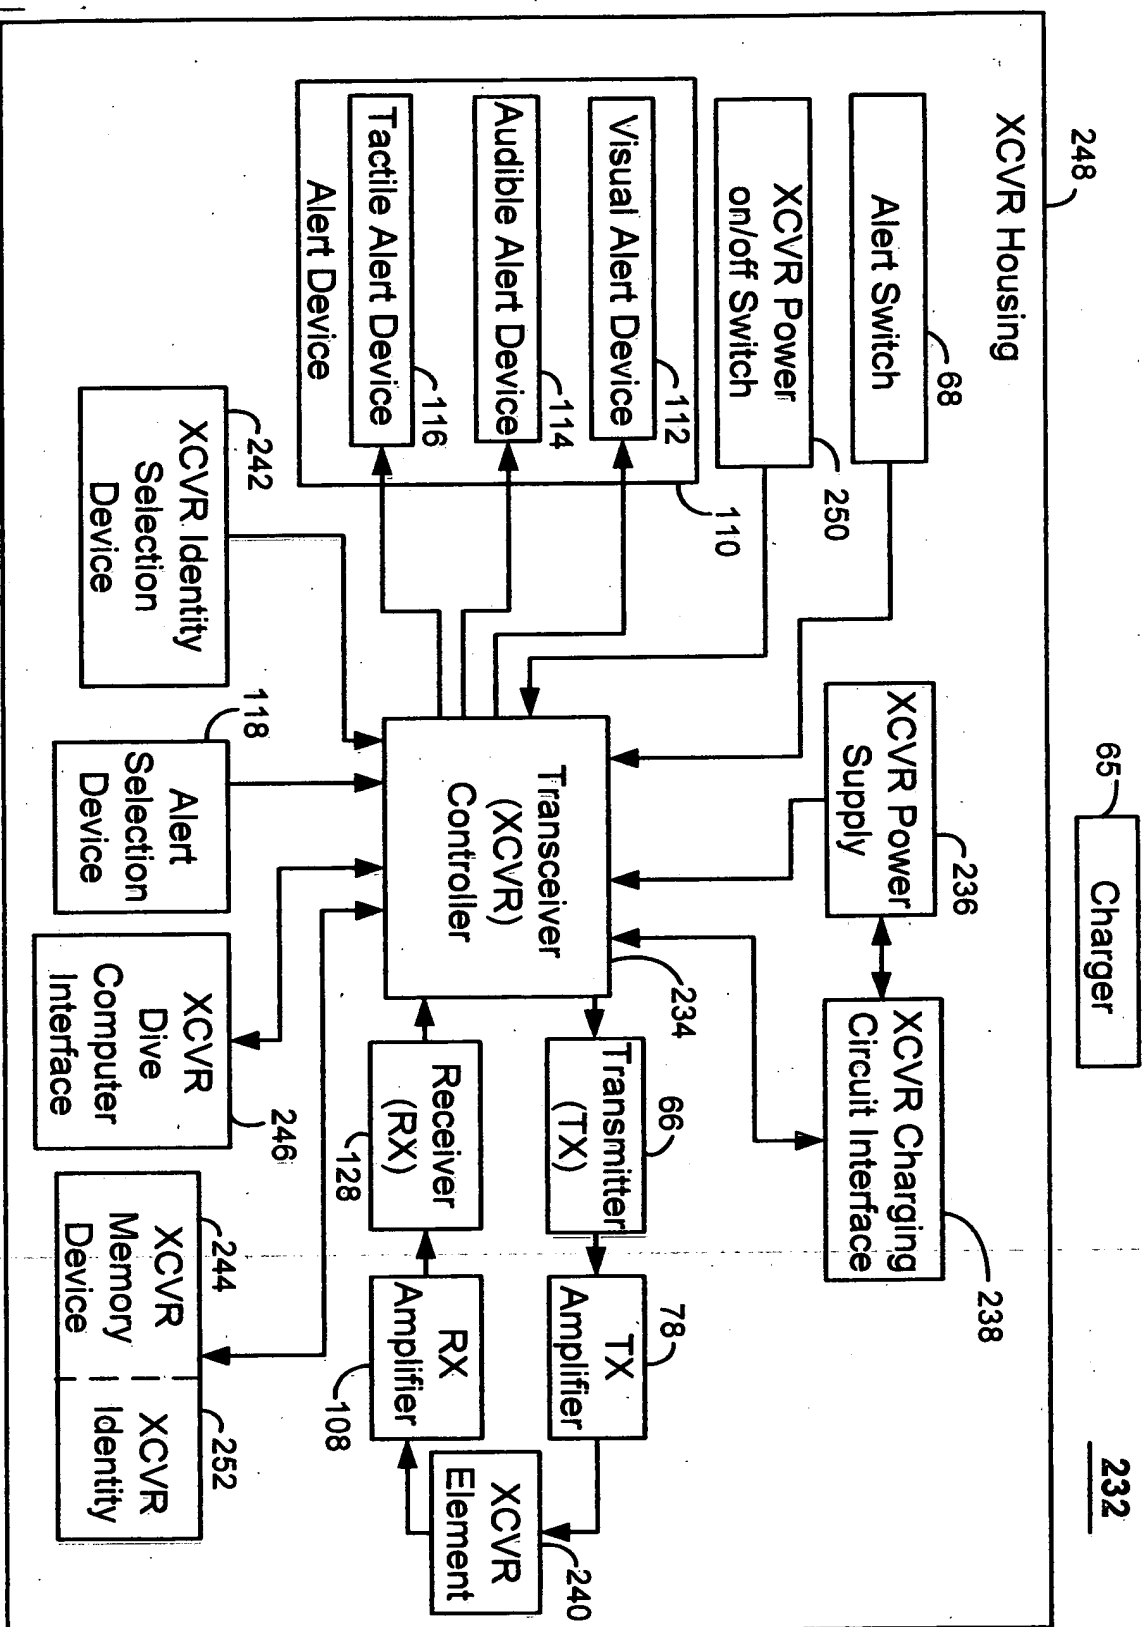 232
65
Charger
248
XCVR Housing
68
Alert Switch
236
XCVR Power
Supply
238
XCVR Charging
Circuit Interface
250
XCVR Power
on/off Switch
110
112
Visual Alert Device
114
Audible Alert Device
116
Tactile Alert Device
Alert Device
234
Transceiver
(XCVR)
Controller
66
Transmitter
(TX)
78
TX
Amplifier
240
XCVR
Element
Receiver
(RX)
128
RX
Amplifier
108
242
XCVR Identity
Selection
Device
118
Alert
Selection
Device
246
XCVR
Dive
Computer
Interface
244
XCVR
Memory
Device
252
XCVR
Identity